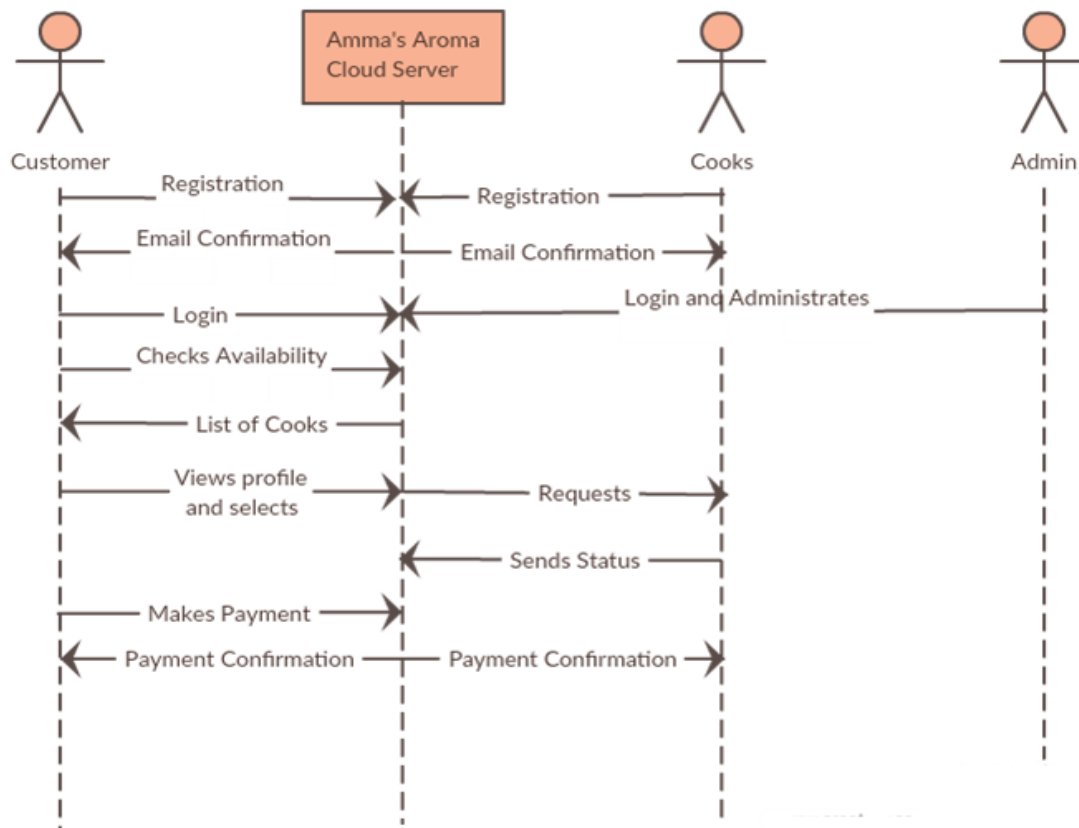 Amma's Aroma
Cloud Server
Customer
Cooks
Admin
Registration
Registration
Email Confirmation
Email Confirmation
Login
Login and Administrates
Checks Availability
List of Cooks
Views profile
and selects
Requests
Sends Status
Makes Payment
Payment Confirmation
Payment Confirmation